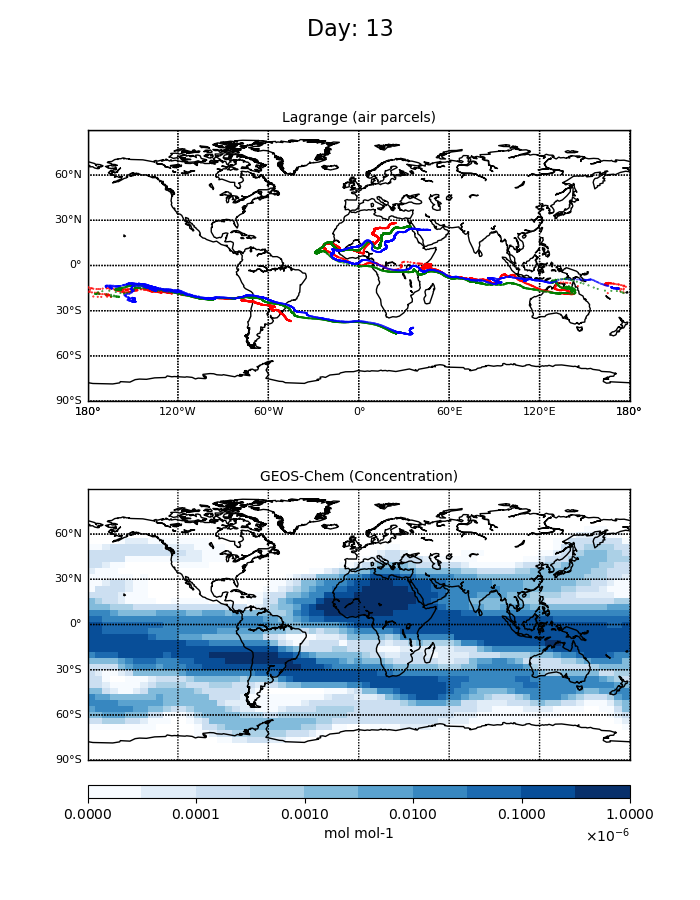 Day: 13
Lagrange (air parcels)
60°N
30°N
0°
30°S
60°S
90°S
180° 120°W 60°W 0° 60°E 120°E 180°
GEOS-Chem (Concentration)
60°N
30°N
0°
30°S
60°S
90°S
0.0000 0.0001 0.0010 0.0100 0.1000 1.0000
mol mol-1 ×10⁻⁶